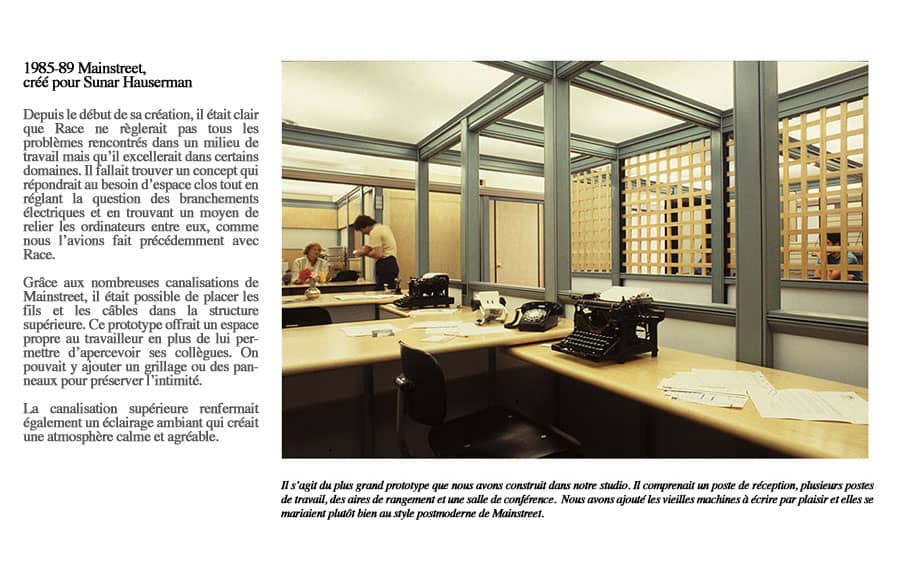 1985-89 Mainstreet,
créé pour Sunar Hauserman
Depuis le début de sa création, il était clair
que Race ne règlerait pas tous les
problèmes rencontrés dans un milieu de
travail mais qu’il excellerait dans certains
domaines. Il fallait trouver un concept qui
répondrait au besoin d’espace clos tout en
réglant la question des branchements
électriques et en trouvant un moyen de
relier les ordinateurs entre eux, comme
nous l’avions fait précédemment avec
Race.
Grâce aux nombreuses canalisations de
Mainstreet, il était possible de placer les
fils et les câbles dans la structure
supérieure. Ce prototype offrait un espace
propre au travailleur en plus de lui per-
mettre d’apercevoir ses collègues. On
pouvait y ajouter un grillage ou des pan-
neaux pour préserver l’intimité.
La canalisation supérieure renfermait
également un éclairage ambiant qui créait
une atmosphère calme et agréable.
Il s’agit du plus grand prototype que nous avons construit dans notre studio. Il comprenait un poste de réception, plusieurs postes
de travail, des aires de rangement et une salle de conférence. Nous avons ajouté les vieilles machines à écrire par plaisir et elles se
mariaient plutôt bien au style postmoderne de Mainstreet.